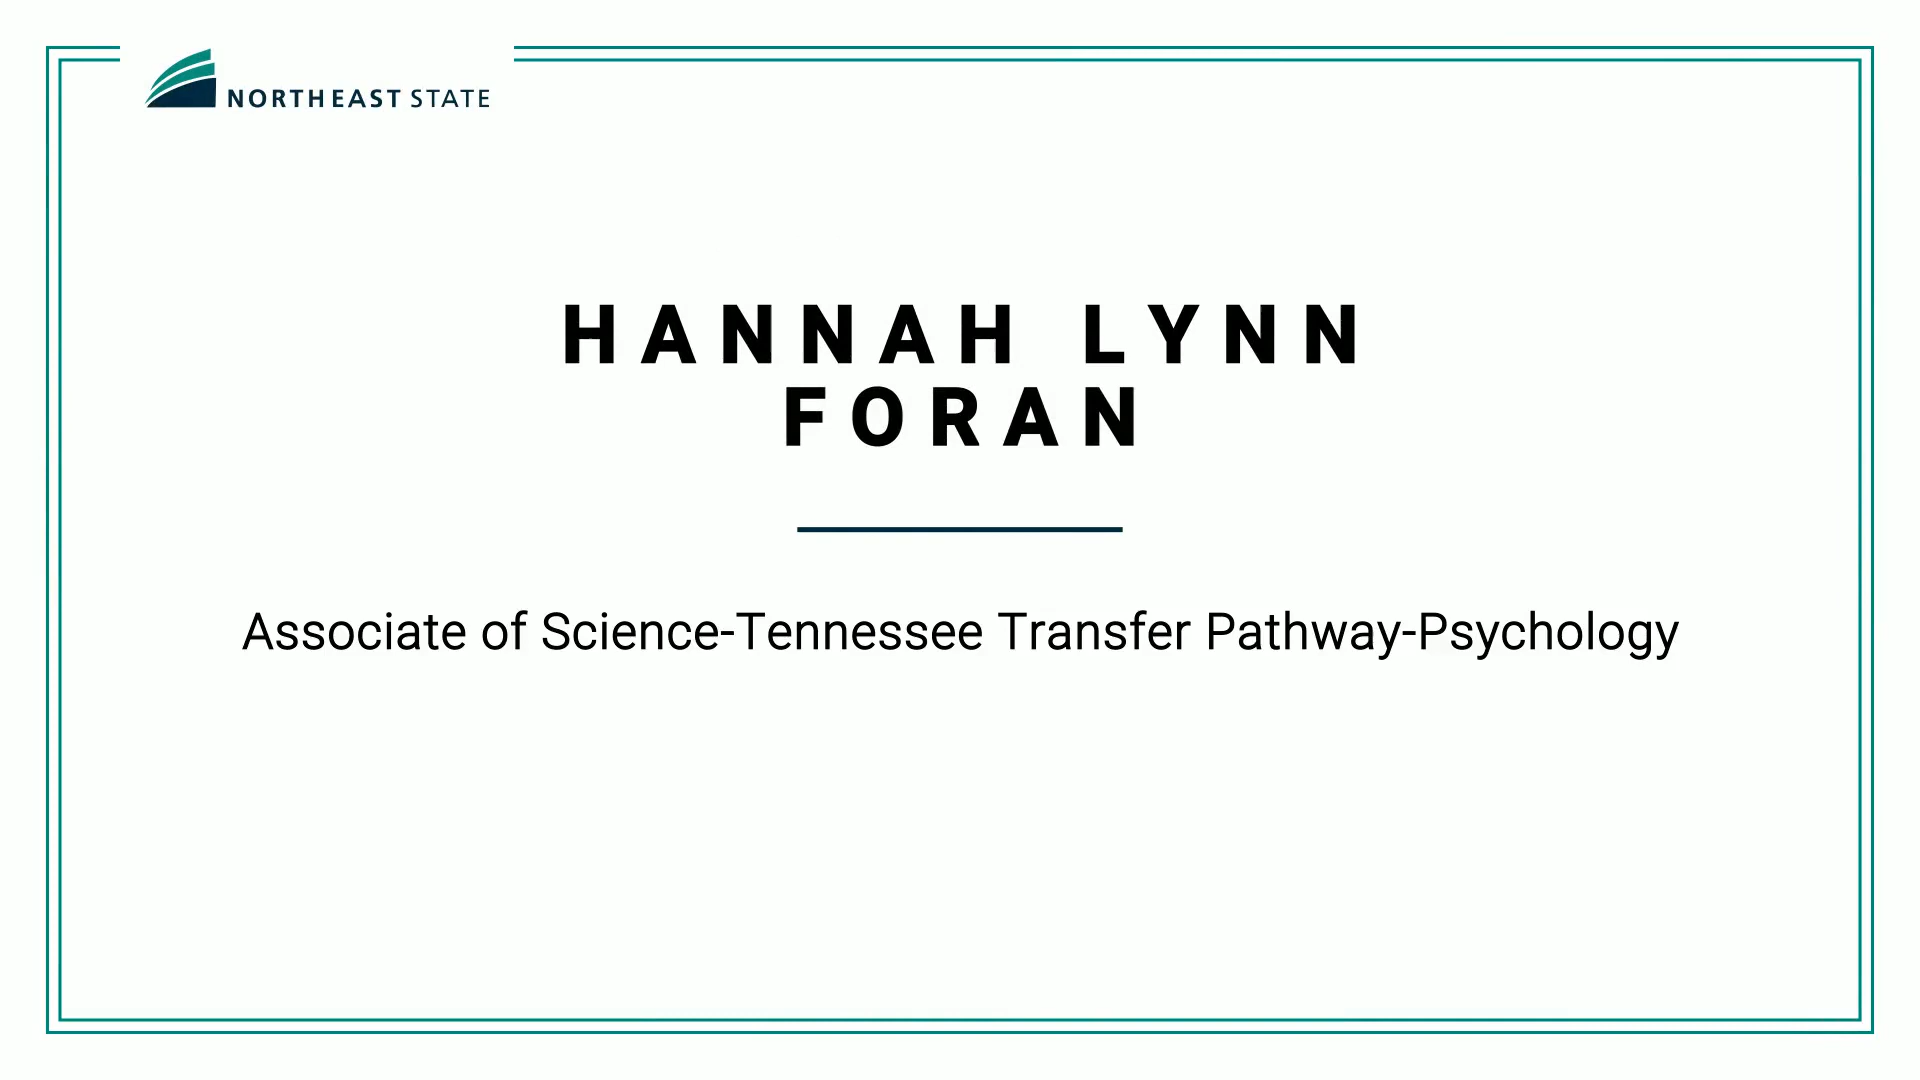 NORTHEAST STATE
HANNAH LYNN
FORAN
Associate of Science-Tennessee Transfer Pathway-Psychology